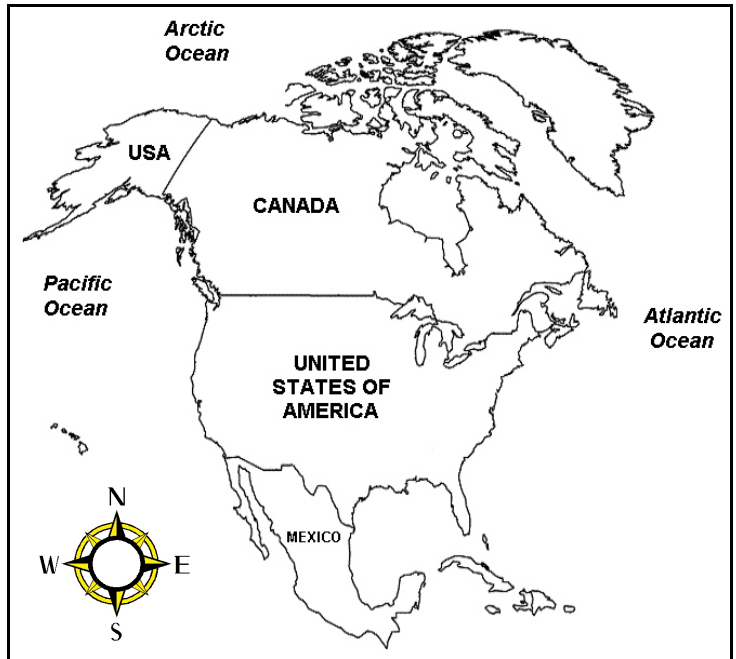 Arctic
Ocean
USA
CANADA
Pacific
Ocean
Atlantic
Ocean
UNITED
STATES OF
AMERICA
N
MEXICO
W
E
S